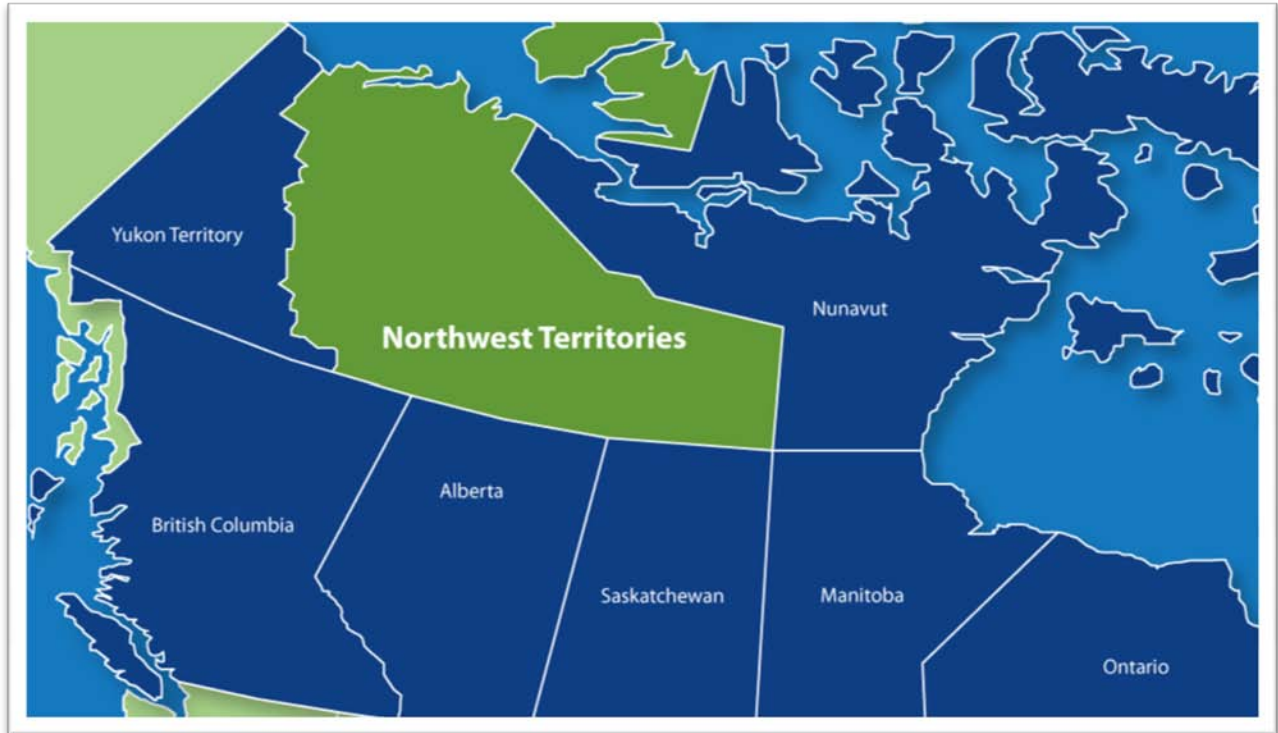 Yukon Territory
Nunavut
Northwest Territories
Alberta
British Columbia
Saskatchewan
Manitoba
Ontario